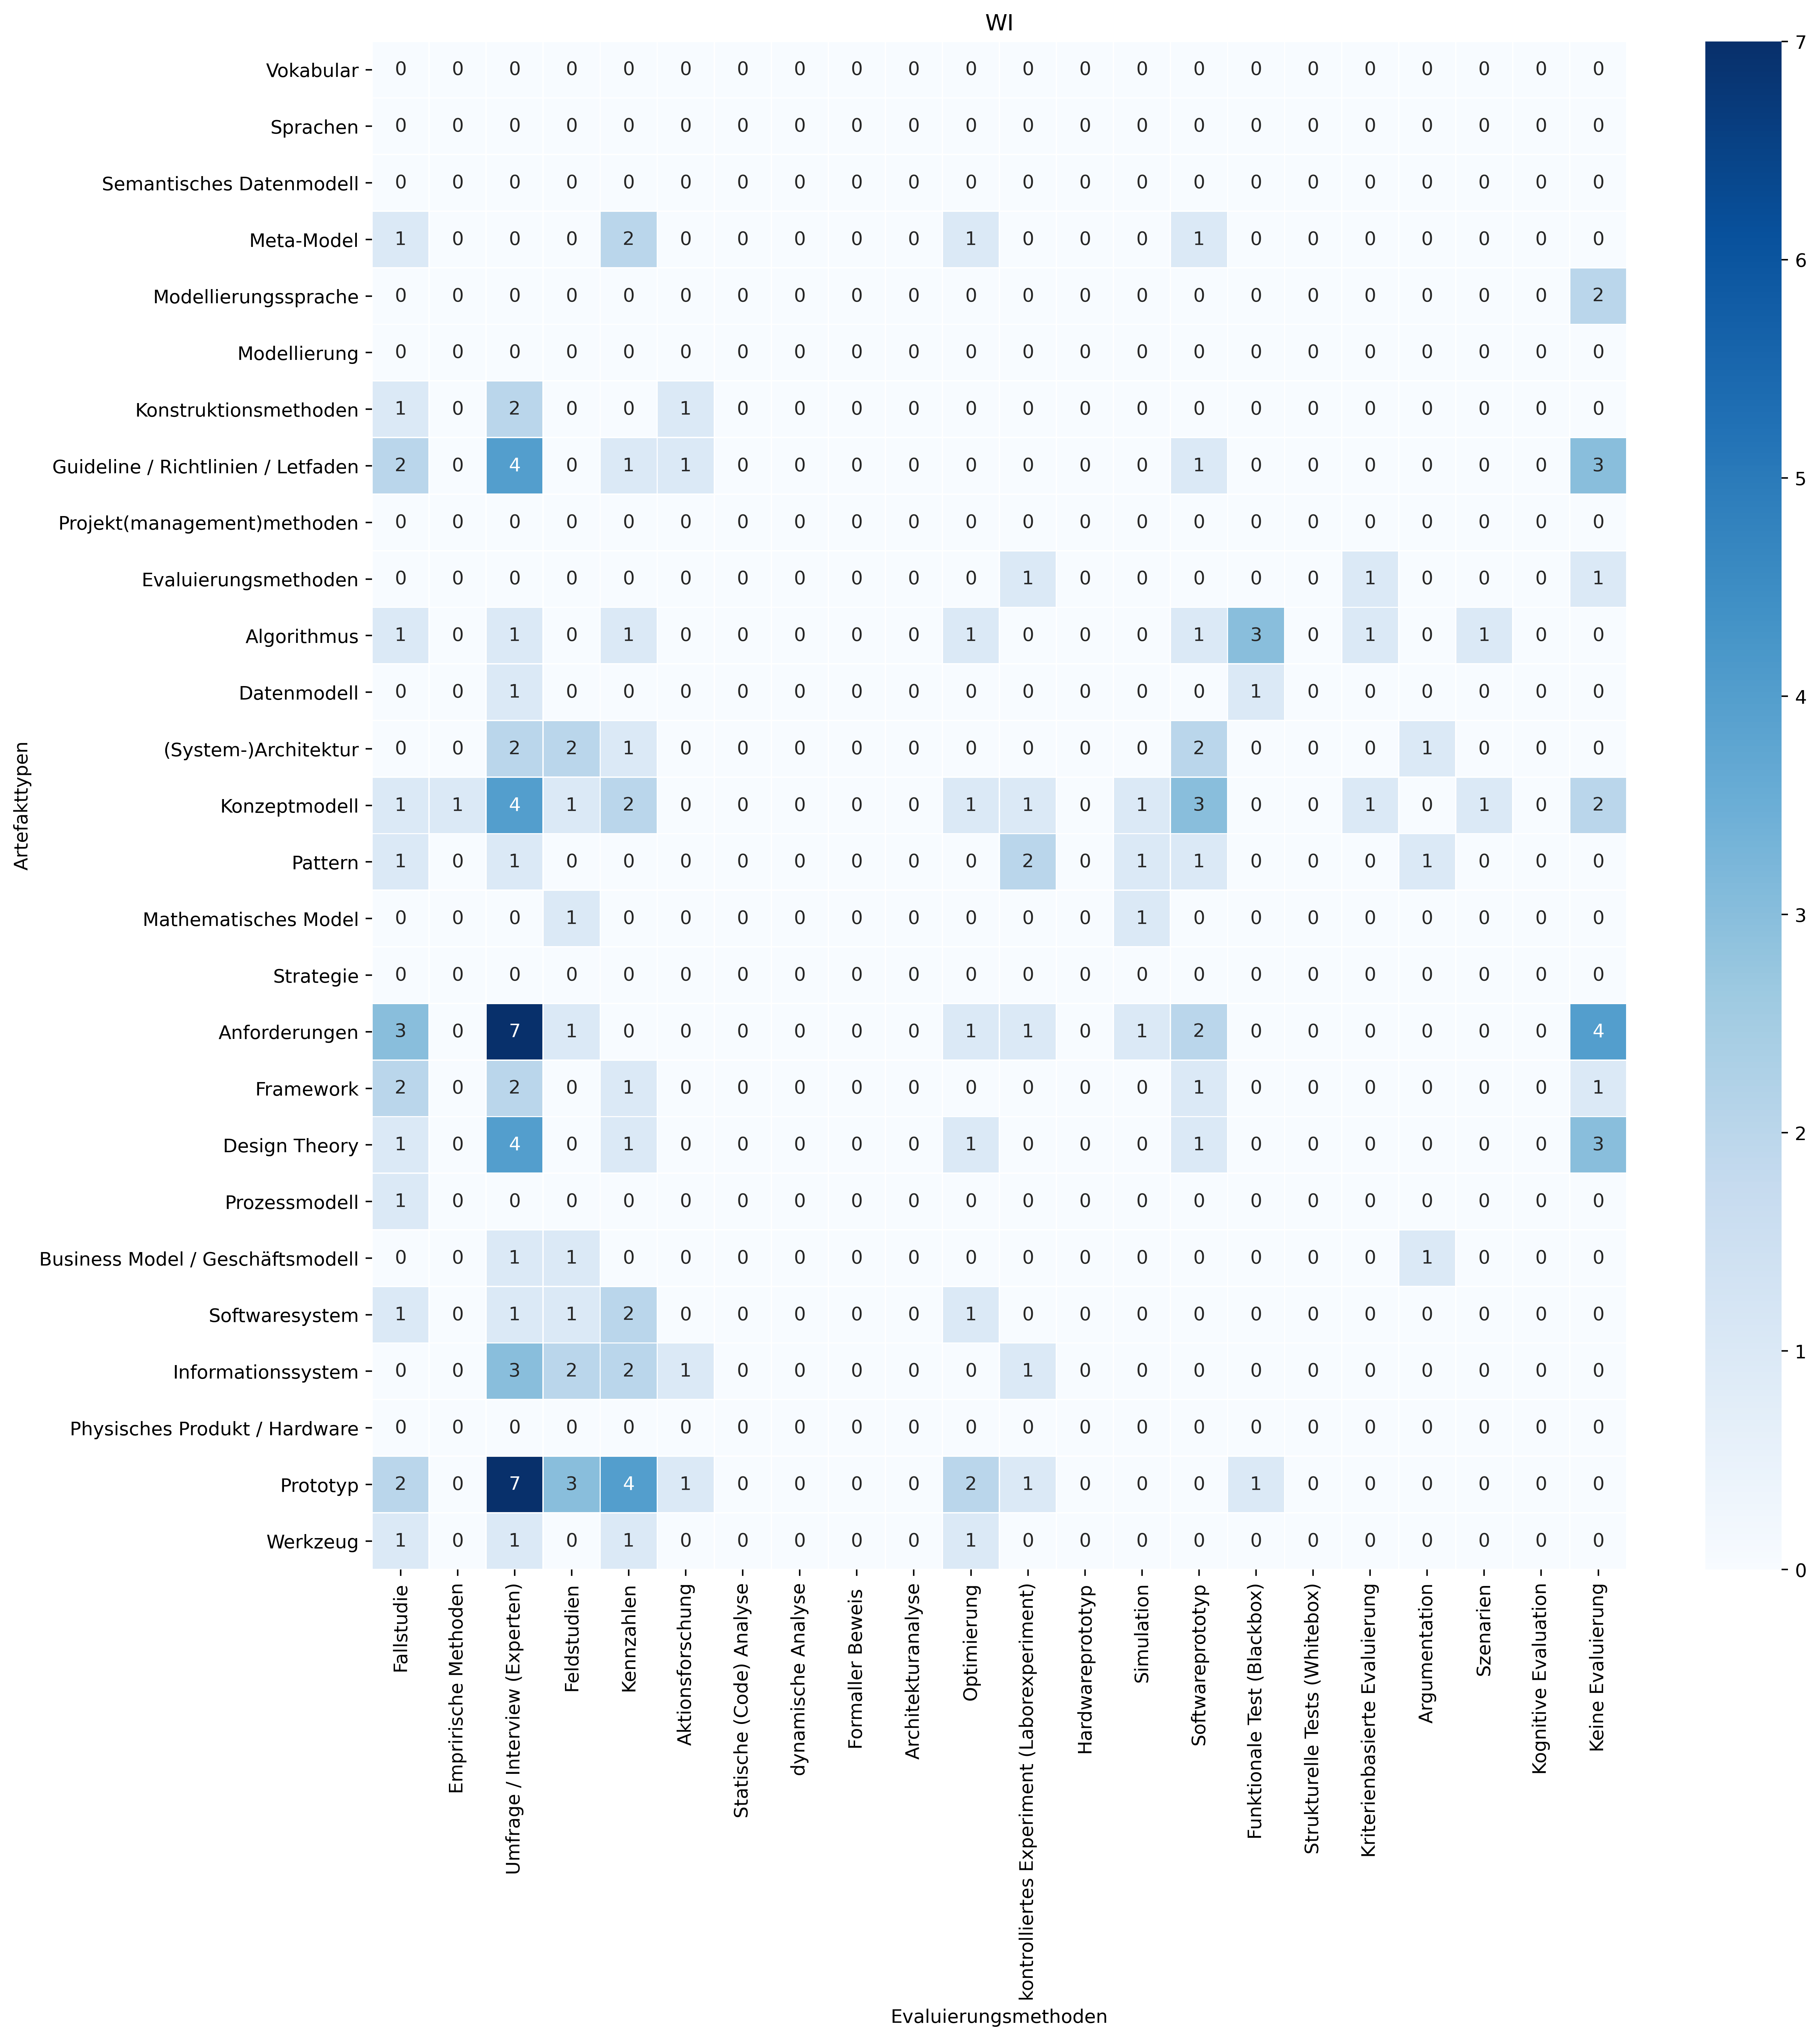 WI
Vokabular 0 0 0 0 0 0 0 0 0 0 0 0 0 0 0 0 0 0 0 0 0 0
Sprachen 0 0 0 0 0 0 0 0 0 0 0 0 0 0 0 0 0 0 0 0 0 0
Semantisches Datenmodell 0 0 0 0 0 0 0 0 0 0 0 0 0 0 0 0 0 0 0 0 0 0
Meta-Model 1 0 0 0 2 0 0 0 0 0 1 0 0 0 1 0 0 0 0 0 0 0
Modellierungssprache 0 0 0 0 0 0 0 0 0 0 0 0 0 0 0 0 0 0 0 0 0 2
Modellierung 0 0 0 0 0 0 0 0 0 0 0 0 0 0 0 0 0 0 0 0 0 0
Konstruktionsmethoden 1 0 2 0 0 1 0 0 0 0 0 0 0 0 0 0 0 0 0 0 0 0
Guideline / Richtlinien / Letfaden 2 0 4 0 1 1 0 0 0 0 0 0 0 0 1 0 0 0 0 0 0 3
Projekt(management)methoden 0 0 0 0 0 0 0 0 0 0 0 0 0 0 0 0 0 0 0 0 0 0
Evaluierungsmethoden 0 0 0 0 0 0 0 0 0 0 0 1 0 0 0 0 0 1 0 0 0 1
Algorithmus 1 0 1 0 1 0 0 0 0 0 1 0 0 0 1 3 0 1 0 1 0 0
Datenmodell 0 0 1 0 0 0 0 0 0 0 0 0 0 0 0 1 0 0 0 0 0 0
(System-)Architektur 0 0 2 2 1 0 0 0 0 0 0 0 0 0 2 0 0 0 1 0 0 0
Konzeptmodell 1 1 4 1 2 0 0 0 0 0 1 1 0 1 3 0 0 1 0 1 0 2
Pattern 1 0 1 0 0 0 0 0 0 0 0 2 0 1 1 0 0 0 1 0 0 0
Mathematisches Model 0 0 0 1 0 0 0 0 0 0 0 0 0 1 0 0 0 0 0 0 0 0
Strategie 0 0 0 0 0 0 0 0 0 0 0 0 0 0 0 0 0 0 0 0 0 0
Anforderungen 3 0 7 1 0 0 0 0 0 0 1 1 0 1 2 0 0 0 0 0 0 4
Framework 2 0 2 0 1 0 0 0 0 0 0 0 0 0 1 0 0 0 0 0 0 1
Design Theory 1 0 4 0 1 0 0 0 0 0 1 0 0 0 1 0 0 0 0 0 0 3
Prozessmodell 1 0 0 0 0 0 0 0 0 0 0 0 0 0 0 0 0 0 0 0 0 0
Business Model / Geschäftsmodell 0 0 1 1 0 0 0 0 0 0 0 0 0 0 0 0 0 0 1 0 0 0
Softwaresystem 1 0 1 1 2 0 0 0 0 0 1 0 0 0 0 0 0 0 0 0 0 0
Informationssystem 0 0 3 2 2 1 0 0 0 0 0 1 0 0 0 0 0 0 0 0 0 0
Physisches Produkt / Hardware 0 0 0 0 0 0 0 0 0 0 0 0 0 0 0 0 0 0 0 0 0 0
Prototyp 2 0 7 3 4 1 0 0 0 0 2 1 0 0 0 1 0 0 0 0 0 0
Werkzeug 1 0 1 0 1 0 0 0 0 0 1 0 0 0 0 0 0 0 0 0 0 0
Artefakttypen
Fallstudie
Emprirische Methoden
Umfrage / Interview (Experten)
Feldstudien
Kennzahlen
Aktionsforschung
Statische (Code) Analyse
dynamische Analyse
Formaller Beweis
Architekturanalyse
Optimierung
kontrolliertes Experiment (Laborexperiment)
Hardwareprototyp
Simulation
Softwareprototyp
Funktionale Test (Blackbox)
Strukturelle Tests (Whitebox)
Kritierienbasierte Evaluierung
Argumentation
Szenarien
Kognitive Evaluation
Keine Evaluierung
Evaluierungsmethoden
7
6
5
4
3
2
1
0